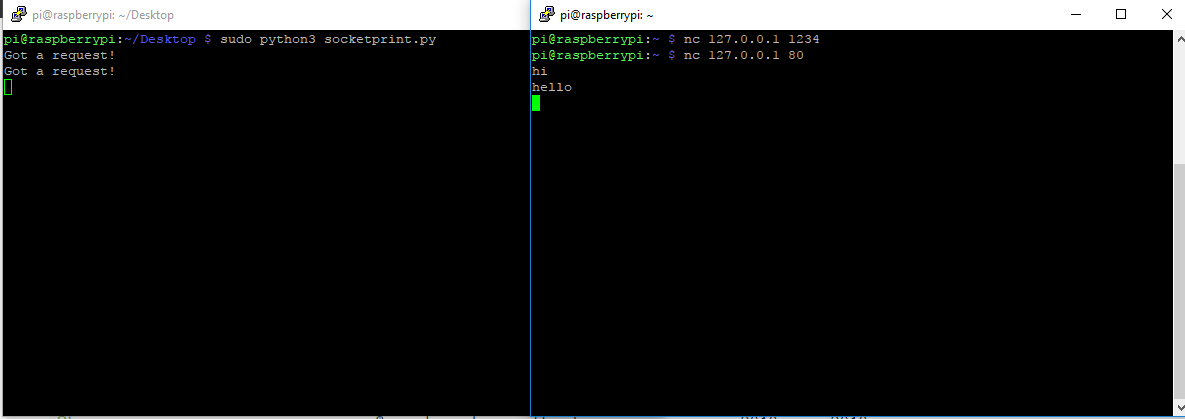 pi@raspberrypi: ~/Desktop
pi@raspberrypi:~/Desktop $ sudo python3 socketprint.py
Got a request!
Got a request!
pi@raspberrypi: ~
pi@raspberrypi:~ $ nc 127.0.0.1 1234
pi@raspberrypi:~ $ nc 127.0.0.1 80
hi
hello